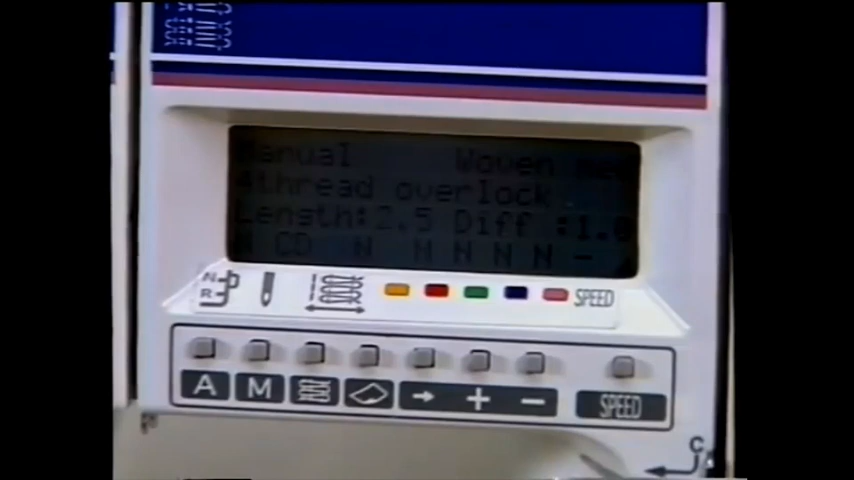 Manual Woven
4thread overlock
Length:2.5 Diff :1.0
N CD N N N N N -
N
R
SPEED
A M → + - SPEED
C